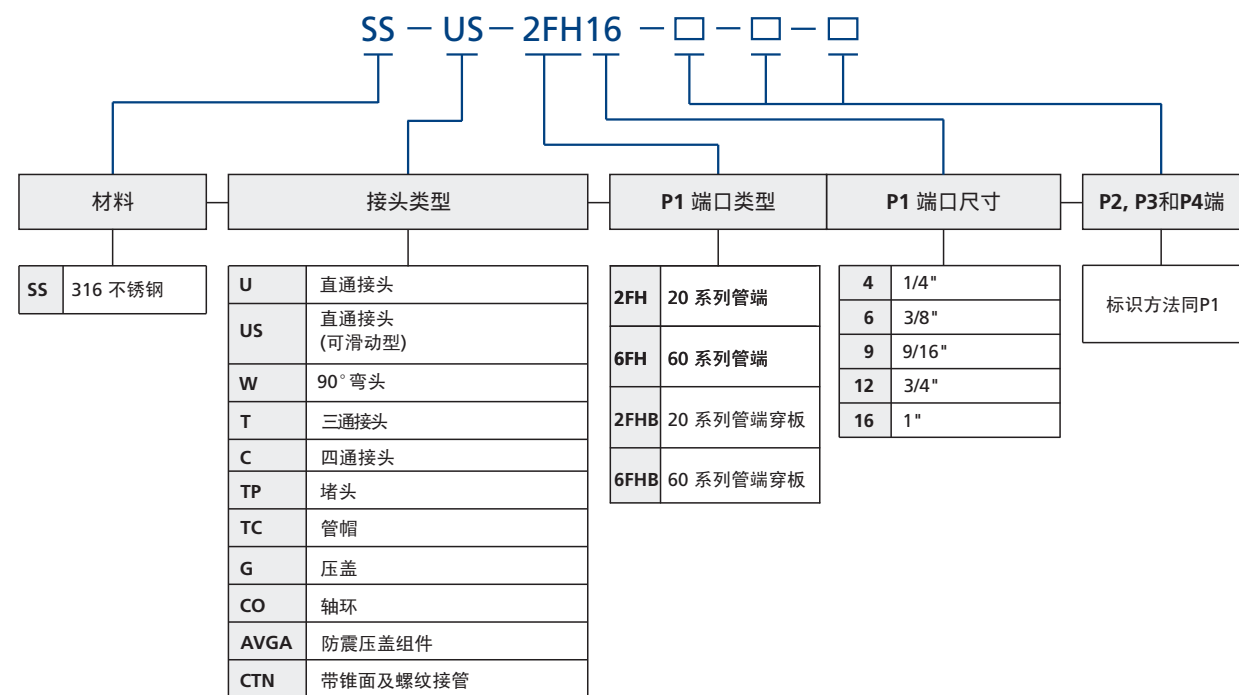 SS — US — 2FH16 — □ — □ — □
材料
接头类型
P1 端口类型
P1 端口尺寸
P2, P3和P4端
SS 316 不锈钢
U 直通接头
US 直通接头
(可滑动型)
W 90°弯头
T 三通接头
C 四通接头
TP 堵头
TC 管帽
G 压盖
CO 轴环
AVGA 防震压盖组件
CTN 带锥面及螺纹接管
2FH 20 系列管端
6FH 60 系列管端
2FHB 20 系列管端穿板
6FHB 60 系列管端穿板
4 1/4"
6 3/8"
9 9/16"
12 3/4"
16 1"
标识方法同P1